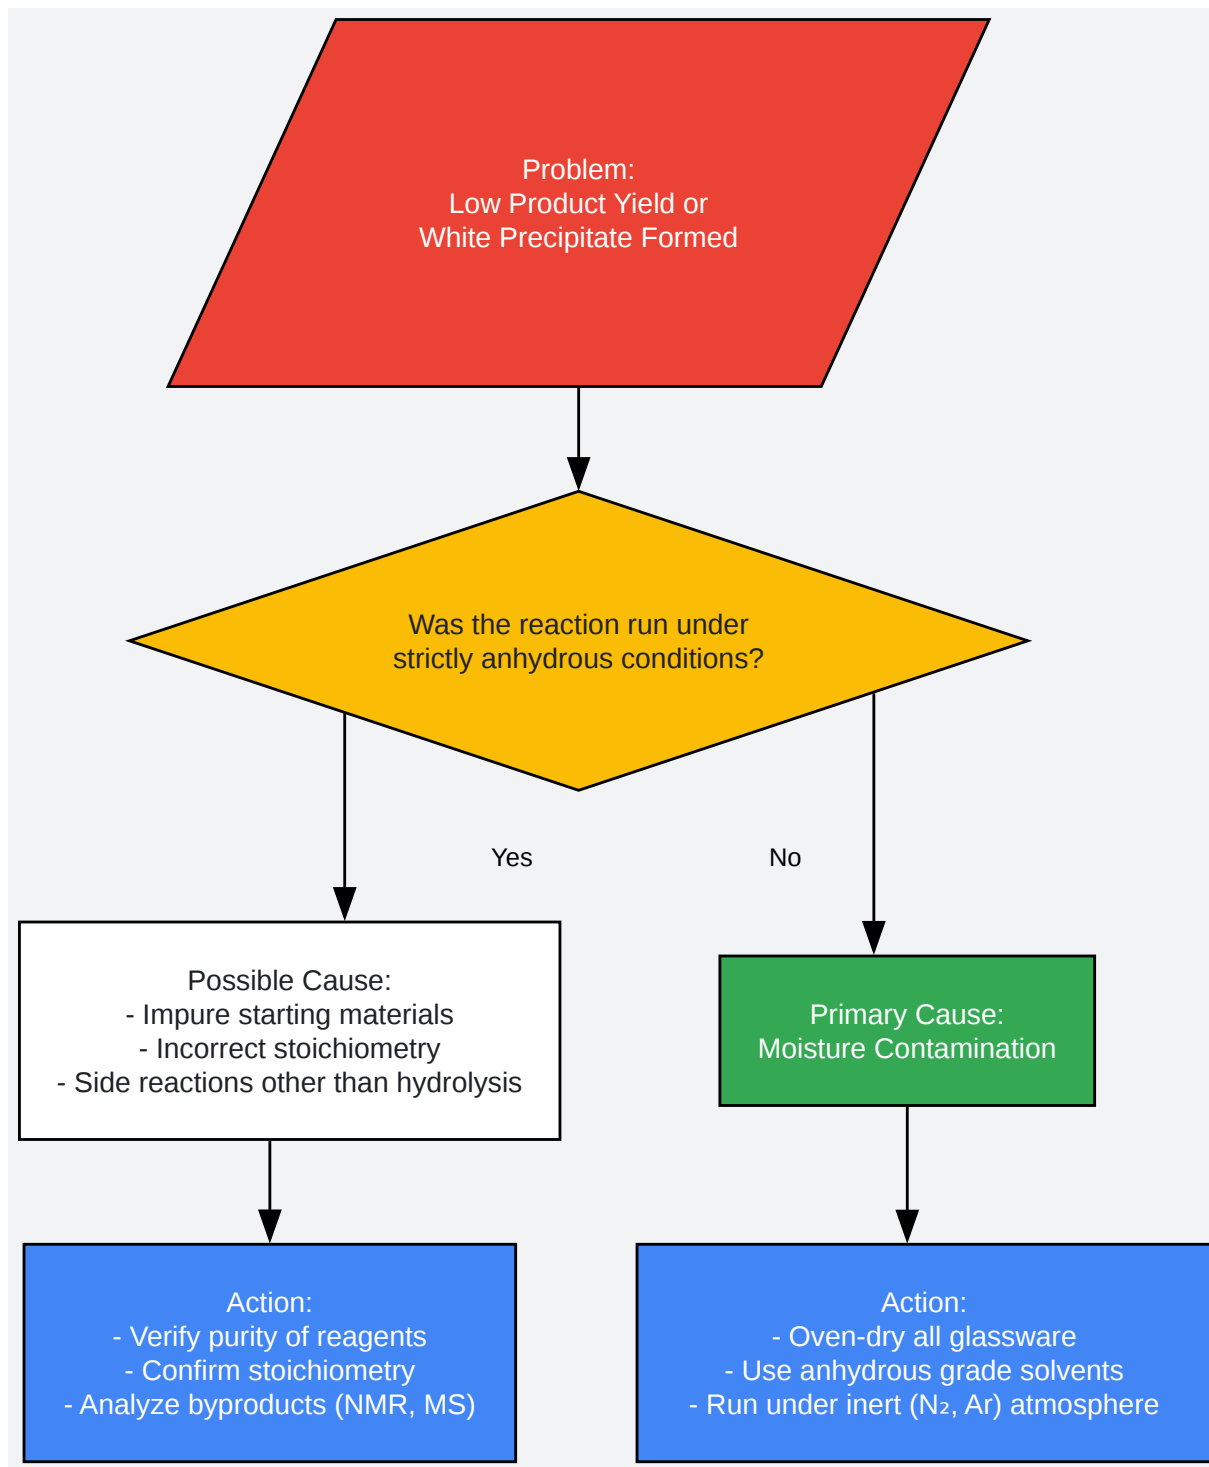 Problem:
Low Product Yield or
White Precipitate Formed
Was the reaction run under
strictly anhydrous conditions?
Yes
No
Possible Cause:
- Impure starting materials
- Incorrect stoichiometry
- Side reactions other than hydrolysis
Primary Cause:
Moisture Contamination
Action:
- Verify purity of reagents
- Confirm stoichiometry
- Analyze byproducts (NMR, MS)
Action:
- Oven-dry all glassware
- Use anhydrous grade solvents
- Run under inert (N₂, Ar) atmosphere